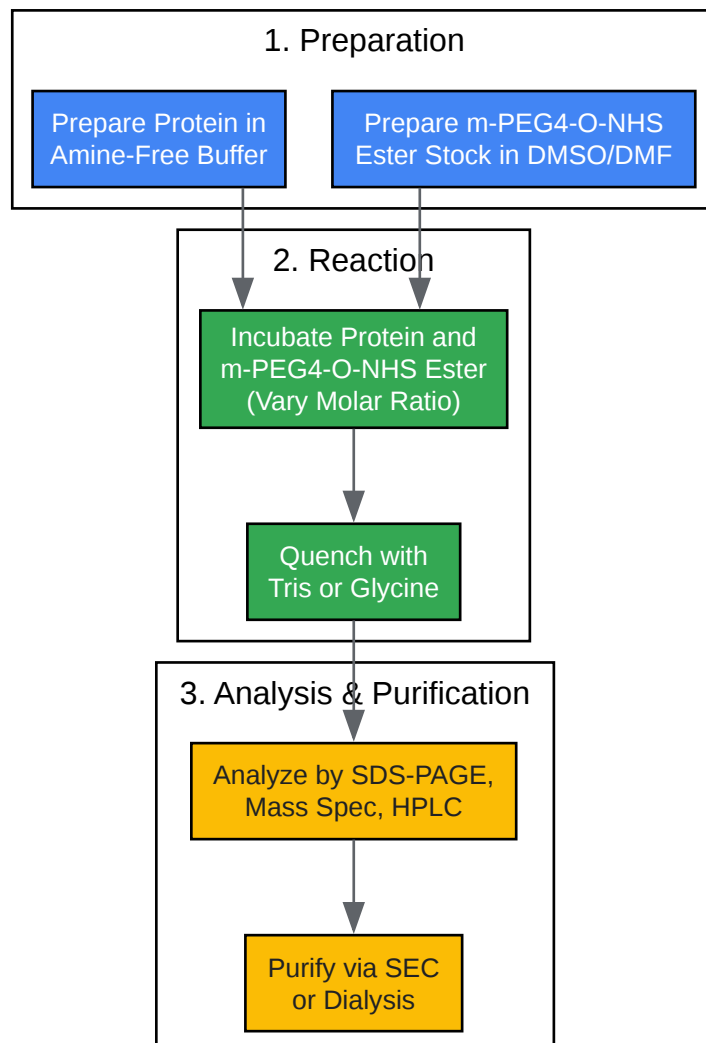 1. Preparation
Prepare Protein in
Amine-Free Buffer
Prepare m-PEG4-O-NHS
Ester Stock in DMSO/DMF
2. Reaction
Incubate Protein and
m-PEG4-O-NHS Ester
(Vary Molar Ratio)
Quench with
Tris or Glycine
3. Analysis & Purification
Analyze by SDS-PAGE,
Mass Spec, HPLC
Purify via SEC
or Dialysis